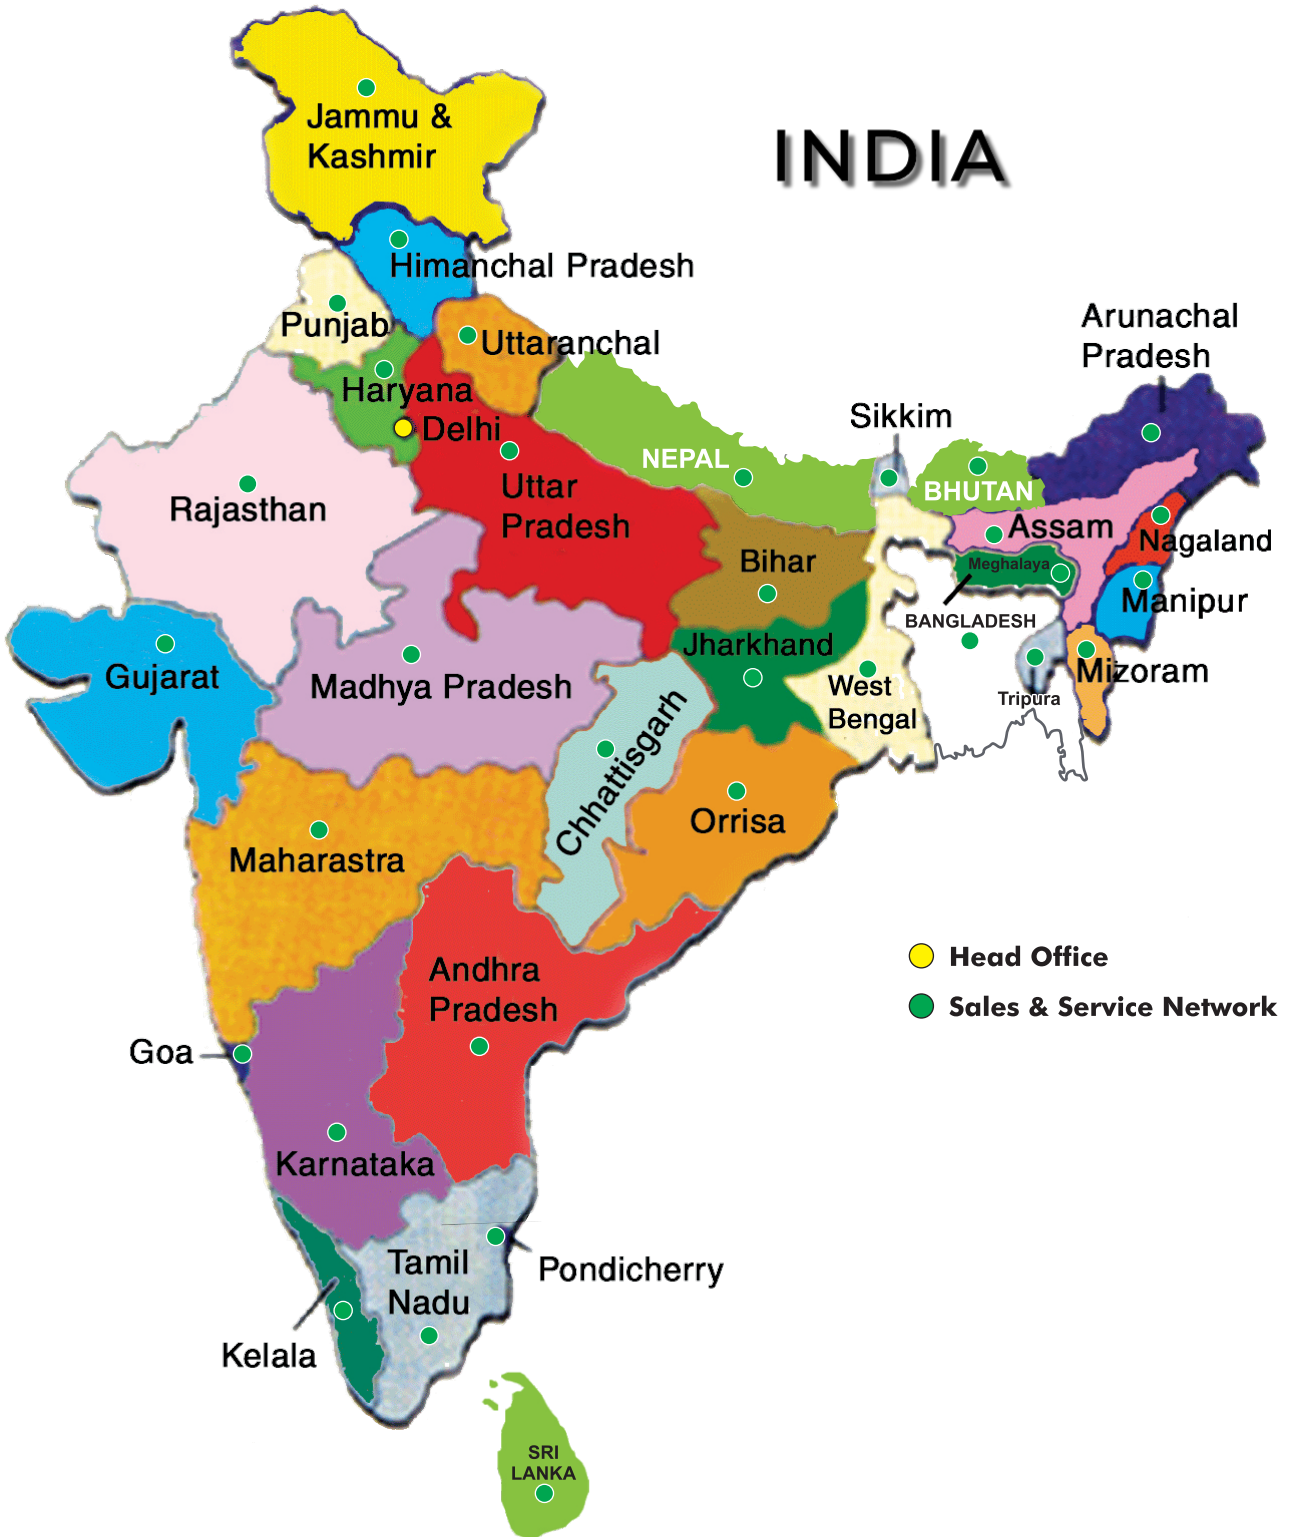 INDIA
Jammu &
Kashmir
Himanchal Pradesh
Punjab
Uttaranchal
Haryana
Delhi
Arunachal
Pradesh
Sikkim
NEPAL
BHUTAN
Uttar
Pradesh
Rajasthan
Assam
Nagaland
Bihar
Meghalaya
Manipur
BANGLADESH
Jharkhand
Gujarat
Madhya Pradesh
West
Bengal
Mizoram
Tripura
Chhattisgarh
Orrisa
Maharastra
Head Office
Sales & Service Network
Andhra
Pradesh
Goa
Karnataka
Tamil
Nadu
Pondicherry
Kelala
SRI
LANKA